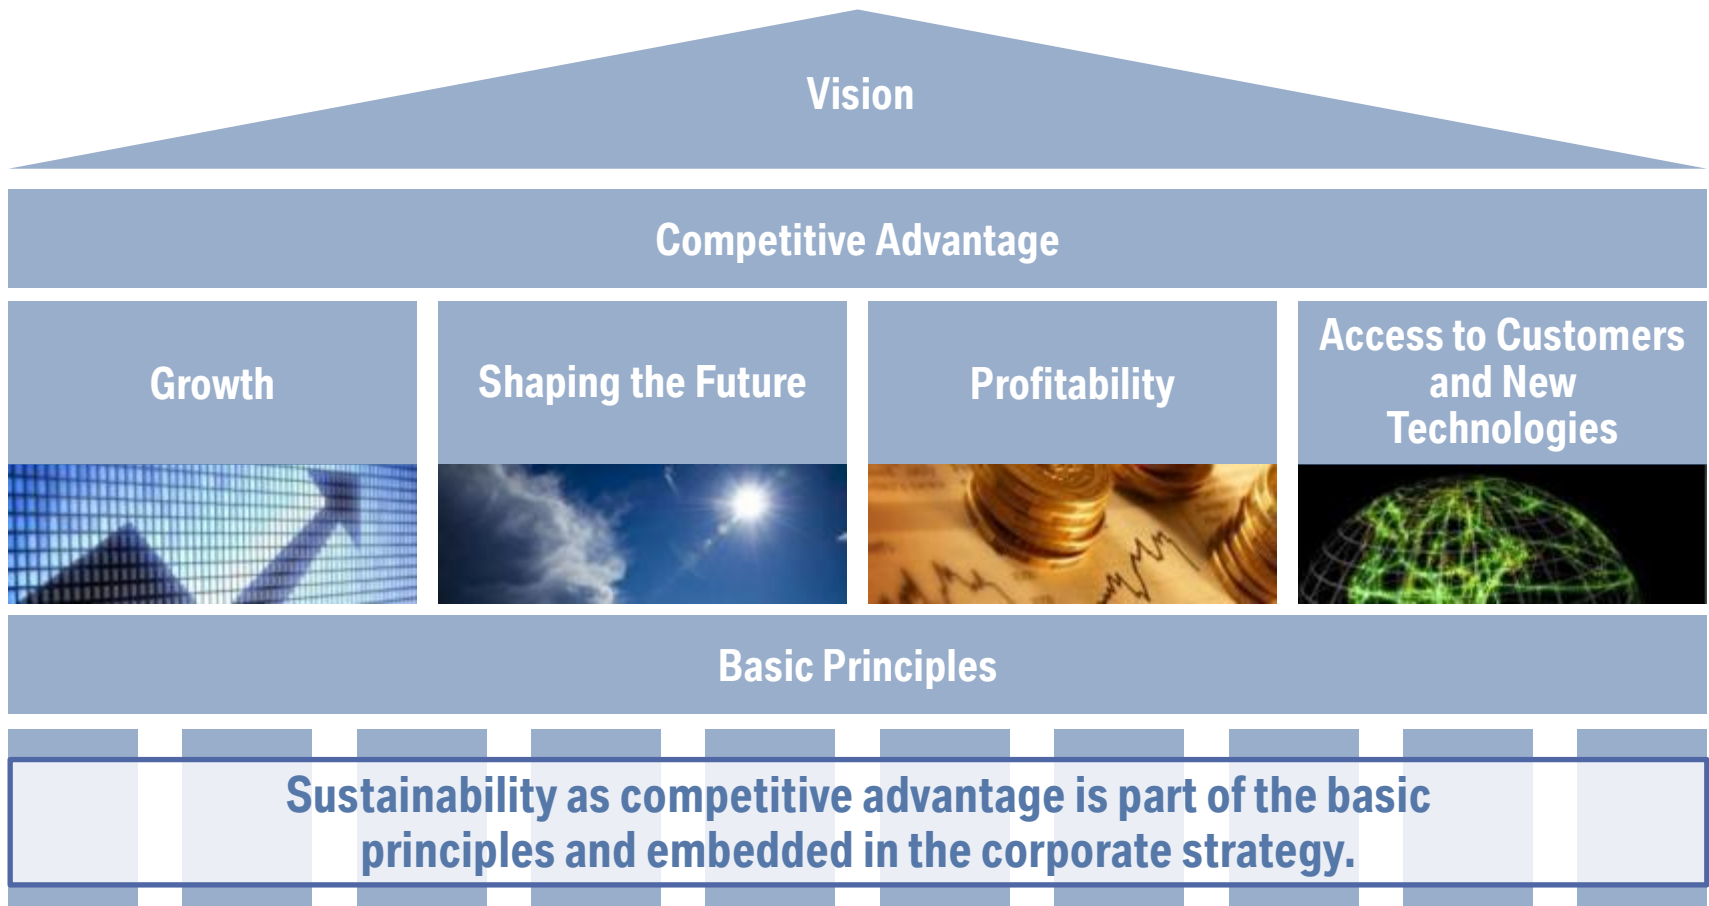 Vision
Competitive Advantage
Growth
Shaping the Future
Profitability
Access to Customers
and New
Technologies
Basic Principles
Sustainability as competitive advantage is part of the basic
principles and embedded in the corporate strategy.